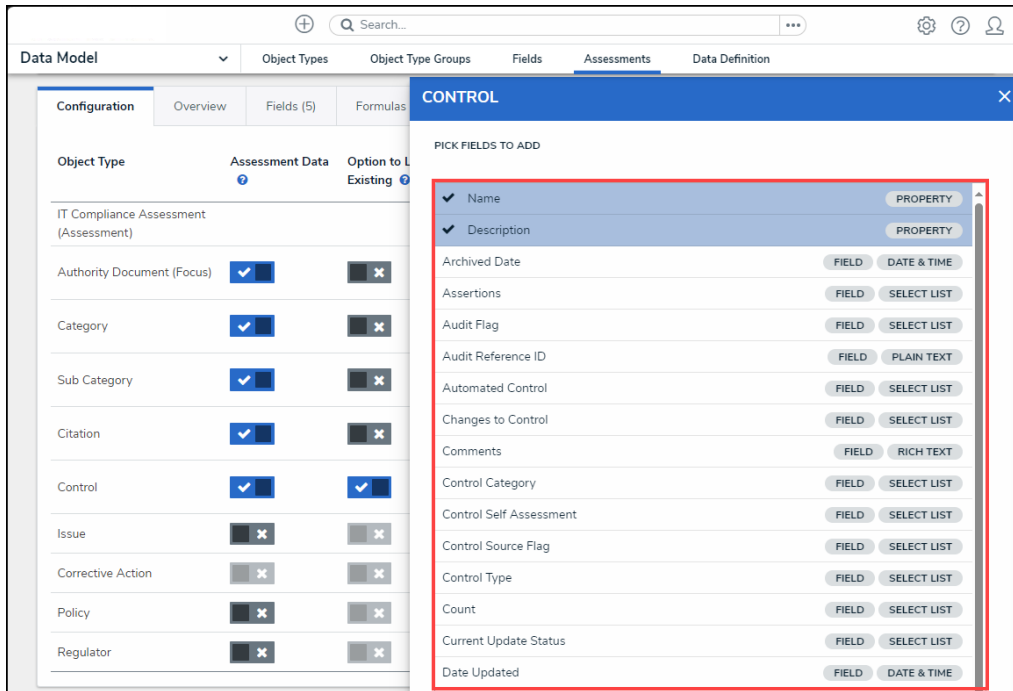 Search...
Data Model Object Types Object Type Groups Fields Assessments Data Definition
Configuration Overview Fields (5) Formulas
Object Type Assessment Data Option to L
Existing
IT Compliance Assessment
(Assessment)
Authority Document (Focus)
Category
Sub Category
Citation
Control
Issue
Corrective Action
Policy
Regulator
CONTROL
PICK FIELDS TO ADD
Name PROPERTY
Description PROPERTY
Archived Date FIELD DATE & TIME
Assertions FIELD SELECT LIST
Audit Flag FIELD SELECT LIST
Audit Reference ID FIELD PLAIN TEXT
Automated Control FIELD SELECT LIST
Changes to Control FIELD SELECT LIST
Comments FIELD RICH TEXT
Control Category FIELD SELECT LIST
Control Self Assessment FIELD SELECT LIST
Control Source Flag FIELD SELECT LIST
Control Type FIELD SELECT LIST
Count FIELD SELECT LIST
Current Update Status FIELD SELECT LIST
Date Updated FIELD DATE & TIME